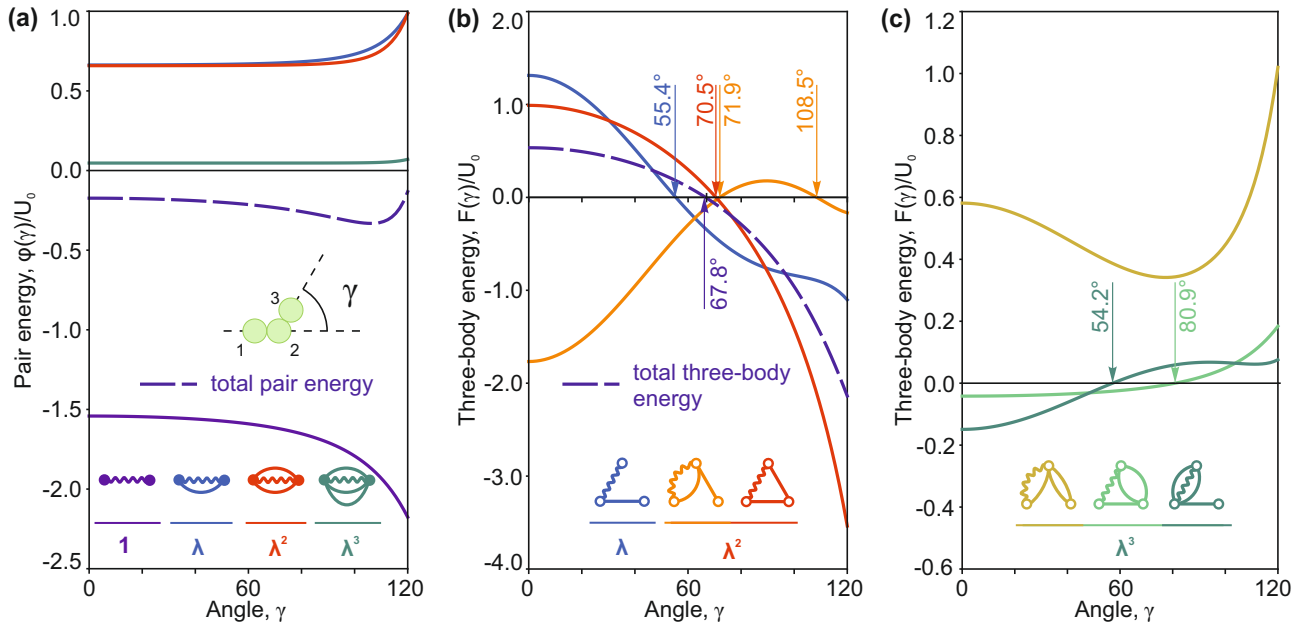 (a)
Pair energy, φ(γ)/U₀
1.0
0.5
0.0
-0.5
-1.0
-1.5
-2.0
-2.5
3
γ
1
2
total pair energy
1
λ
λ²
λ³
0
60
120
Angle, γ
(b)
Three-body energy, F(γ)/U₀
2.0
1.0
0.0
-1.0
-2.0
-3.0
-4.0
55.4°
70.5°
71.9°
108.5°
67.8°
total three-body
energy
λ
λ²
0
60
120
Angle, γ
(c)
Three-body energy, F(γ)/U₀
1.2
1.0
0.8
0.6
0.4
0.2
0.0
-0.2
-0.4
-0.6
54.2°
80.9°
λ³
0
60
120
Angle, γ